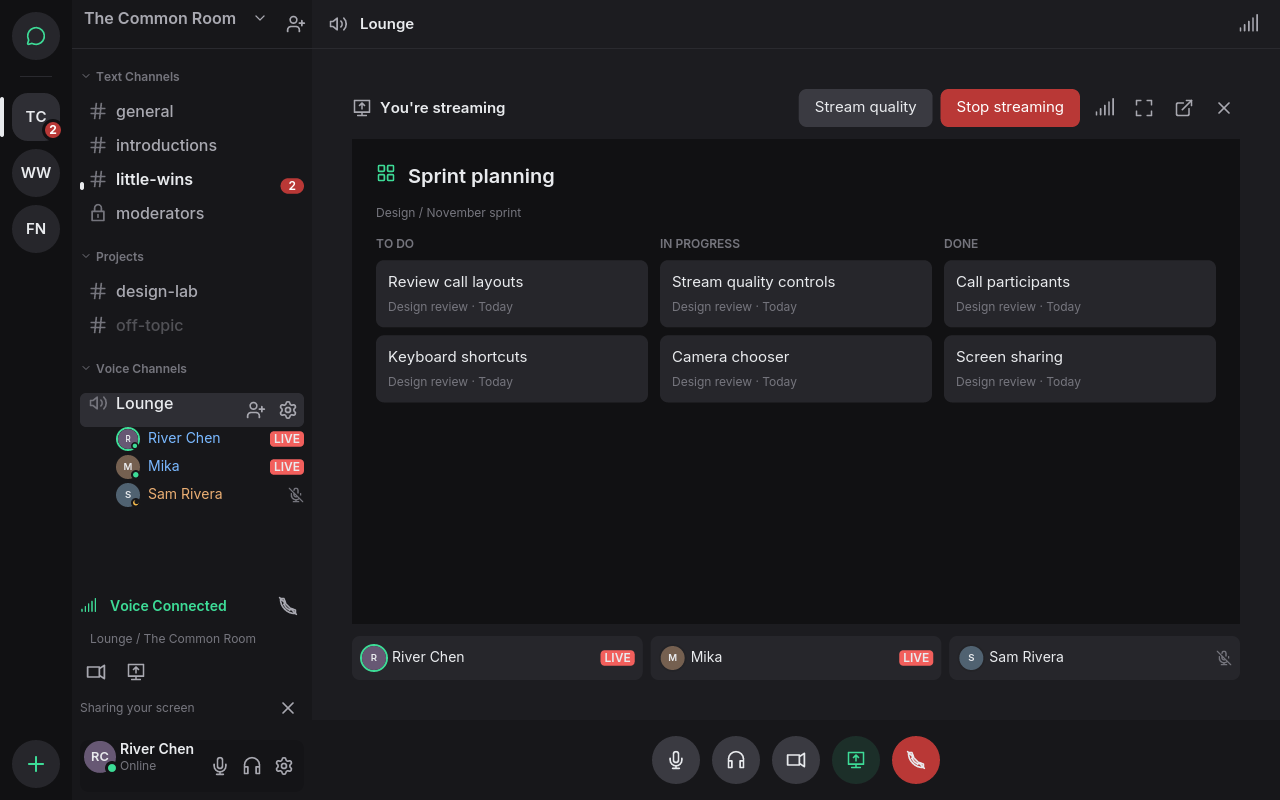 TC
2
WW
FN
The Common Room
Text Channels
general
introductions
little-wins
2
moderators
Projects
design-lab
off-topic
Voice Channels
Lounge
R
River Chen
LIVE
M
Mika
LIVE
S
Sam Rivera
Voice Connected
Lounge / The Common Room
Sharing your screen
RC
River Chen
Online
Lounge
You're streaming
Stream quality
Stop streaming
Sprint planning
Design / November sprint
TO DO
Review call layouts
Design review · Today
Keyboard shortcuts
Design review · Today
IN PROGRESS
Stream quality controls
Design review · Today
Camera chooser
Design review · Today
DONE
Call participants
Design review · Today
Screen sharing
Design review · Today
R
River Chen
LIVE
M
Mika
LIVE
S
Sam Rivera